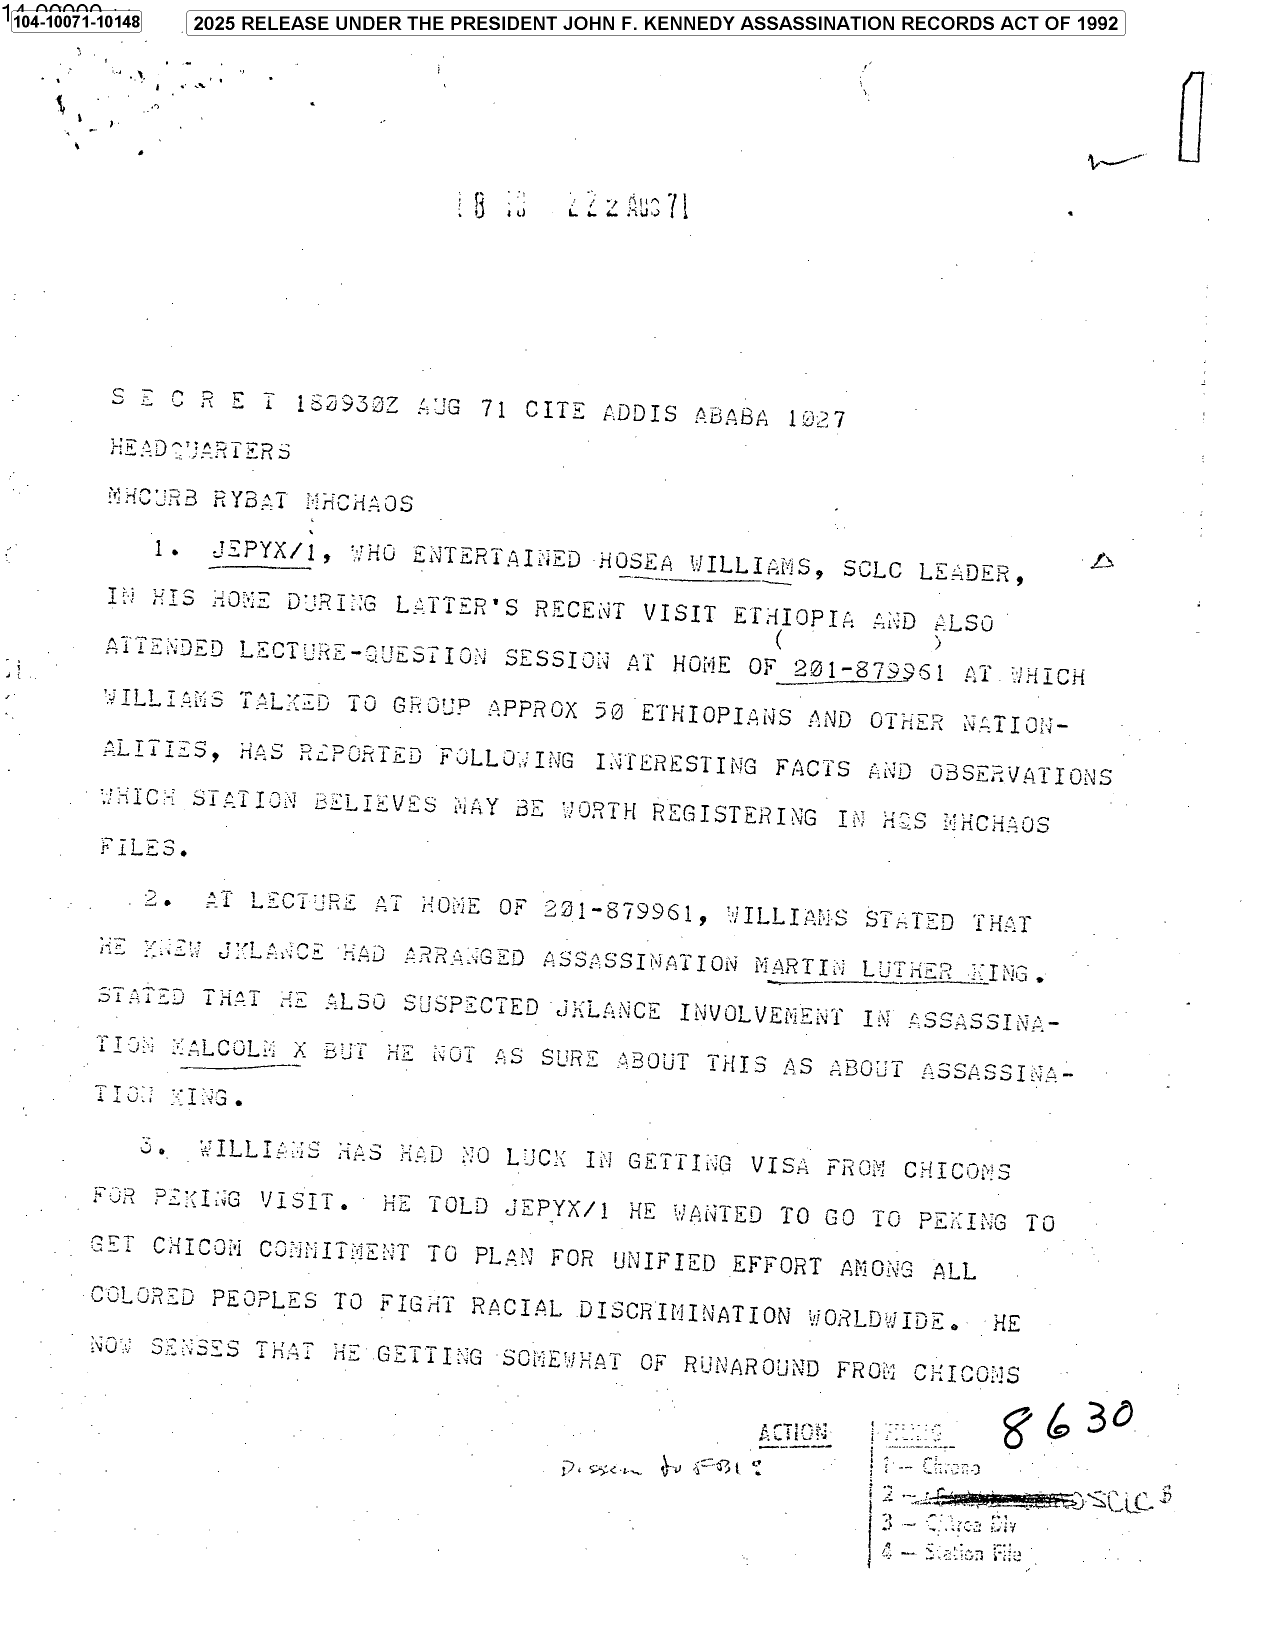 104-10071-10148
2025 RELEASE UNDER THE PRESIDENT JOHN F. KENNEDY ASSASSINATION RECORDS ACT OF 1992
18 22 Z AUG 71
S E C R E T 180930Z AUG 71 CITE ADDIS ABABA 1027
HEADQUARTERS
MHCURB RYBAT MHCHAOS
1. JEPYX/1, WHO ENTERTAINED HOSEA WILLIAMS, SCLC LEADER,
IN HIS HOME DURING LATTER'S RECENT VISIT ETHIOPIA AND ALSO
ATTENDED LECTURE-QUESTION SESSION AT HOME OF (201-879961) AT WHICH
WILLIAMS TALKED TO GROUP APPROX 50 ETHIOPIANS AND OTHER NATION-
ALITIES, HAS REPORTED FOLLOWING INTERESTING FACTS AND OBSERVATIONS
WHICH STATION BELIEVES MAY BE WORTH REGISTERING IN HQS MHCHAOS
FILES.
2. AT LECTURE AT HOME OF 201-879961, WILLIAMS STATED THAT
HE KNEW JKLANCE HAD ARRANGED ASSASSINATION MARTIN LUTHER KING.
STATED THAT HE ALSO SUSPECTED JKLANCE INVOLVEMENT IN ASSASSINA-
TION MALCOLM X BUT HE NOT AS SURE ABOUT THIS AS ABOUT ASSASSINA-
TION KING.
3. WILLIAMS HAS HAD NO LUCK IN GETTING VISA FROM CHICOMS
FOR PEKING VISIT. HE TOLD JEPYX/1 HE WANTED TO GO TO PEKING TO
GET CHICOM COMMITMENT TO PLAN FOR UNIFIED EFFORT AMONG ALL
COLORED PEOPLES TO FIGHT RACIAL DISCRIMINATION WORLDWIDE. HE
NOW SENSES THAT HE GETTING SOMEWHAT OF RUNAROUND FROM CHICOMS
8630
ACTION
Dissem to FBI?
1 - Chrono
2 - SCLC
3 - Div
4 - Station File